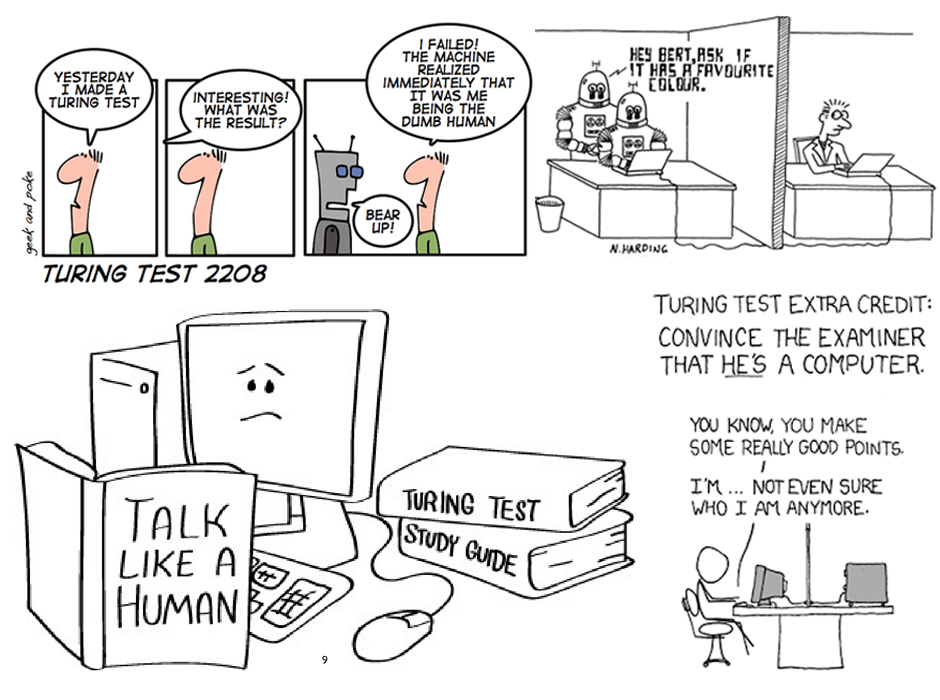 YESTERDAY
I MADE A
TURING TEST
INTERESTING!
WHAT WAS
THE RESULT?
I FAILED!
THE MACHINE
REALIZED
IMMEDIATELY THAT
IT WAS ME
BEING THE
DUMB HUMAN
BEAR
UP!
geek and poke
TURING TEST 2208
HEY BERT, ASK IF
IT HAS A FAVOURITE
COLOUR.
N.HARDING
TURING TEST EXTRA CREDIT:
CONVINCE THE EXAMINER
THAT HE'S A COMPUTER.
YOU KNOW, YOU MAKE
SOME REALLY GOOD POINTS.
I'M ... NOT EVEN SURE
WHO I AM ANYMORE.
TALK
LIKE A
HUMAN
TURING TEST
STUDY GUIDE
9